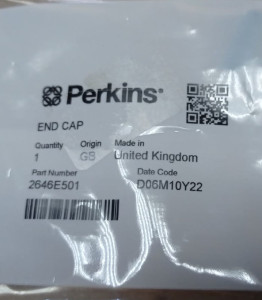 Perkins®
END CAP
Quantity Origin Made in
1 GB United Kingdom
Part Number Date Code
2646E501 D06M10Y22